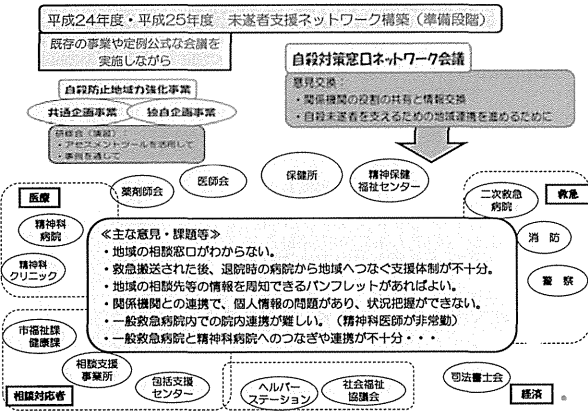 平成24年度・平成25年度 未遂者支援ネットワーク構築（準備段階）
既存の事業や定例公式な会議を
実施しながら
自殺防止地域力強化事業
共通企画事業
独自企画事業
研修会（演習）
・アセスメントツールを活用して
・事例を通して
自殺対策窓口ネットワーク会議
意見交換：
・関係機関の役割の共有と情報交換
・自殺未遂者を支えるための地域連携を進めるために
医療
薬剤師会
医師会
保健所
精神保健
福祉センター
二次救急
病院
救急
精神科
病院
精神科
クリニック
消防
警察
≪主な意見・課題等≫
・地域の相談窓口がわからない。
・救急搬送された後、退院時の病院から地域へつなぐ支援体制が不十分。
・地域の相談先等の情報を周知できるパンフレットがあればよい。
・関係機関との連携で、個人情報の問題があり、状況把握ができない。
・一般救急病院内での院内連携が難しい。（精神科医師が非常勤）
・一般救急病院と精神科病院へのつなぎや連携が不十分・・・
市福祉課
健康課
相談支援
事業所
包括支援
センター
相談対応者
ヘルパー
ステーション
社会福祉
協議会
司法書士会
経済